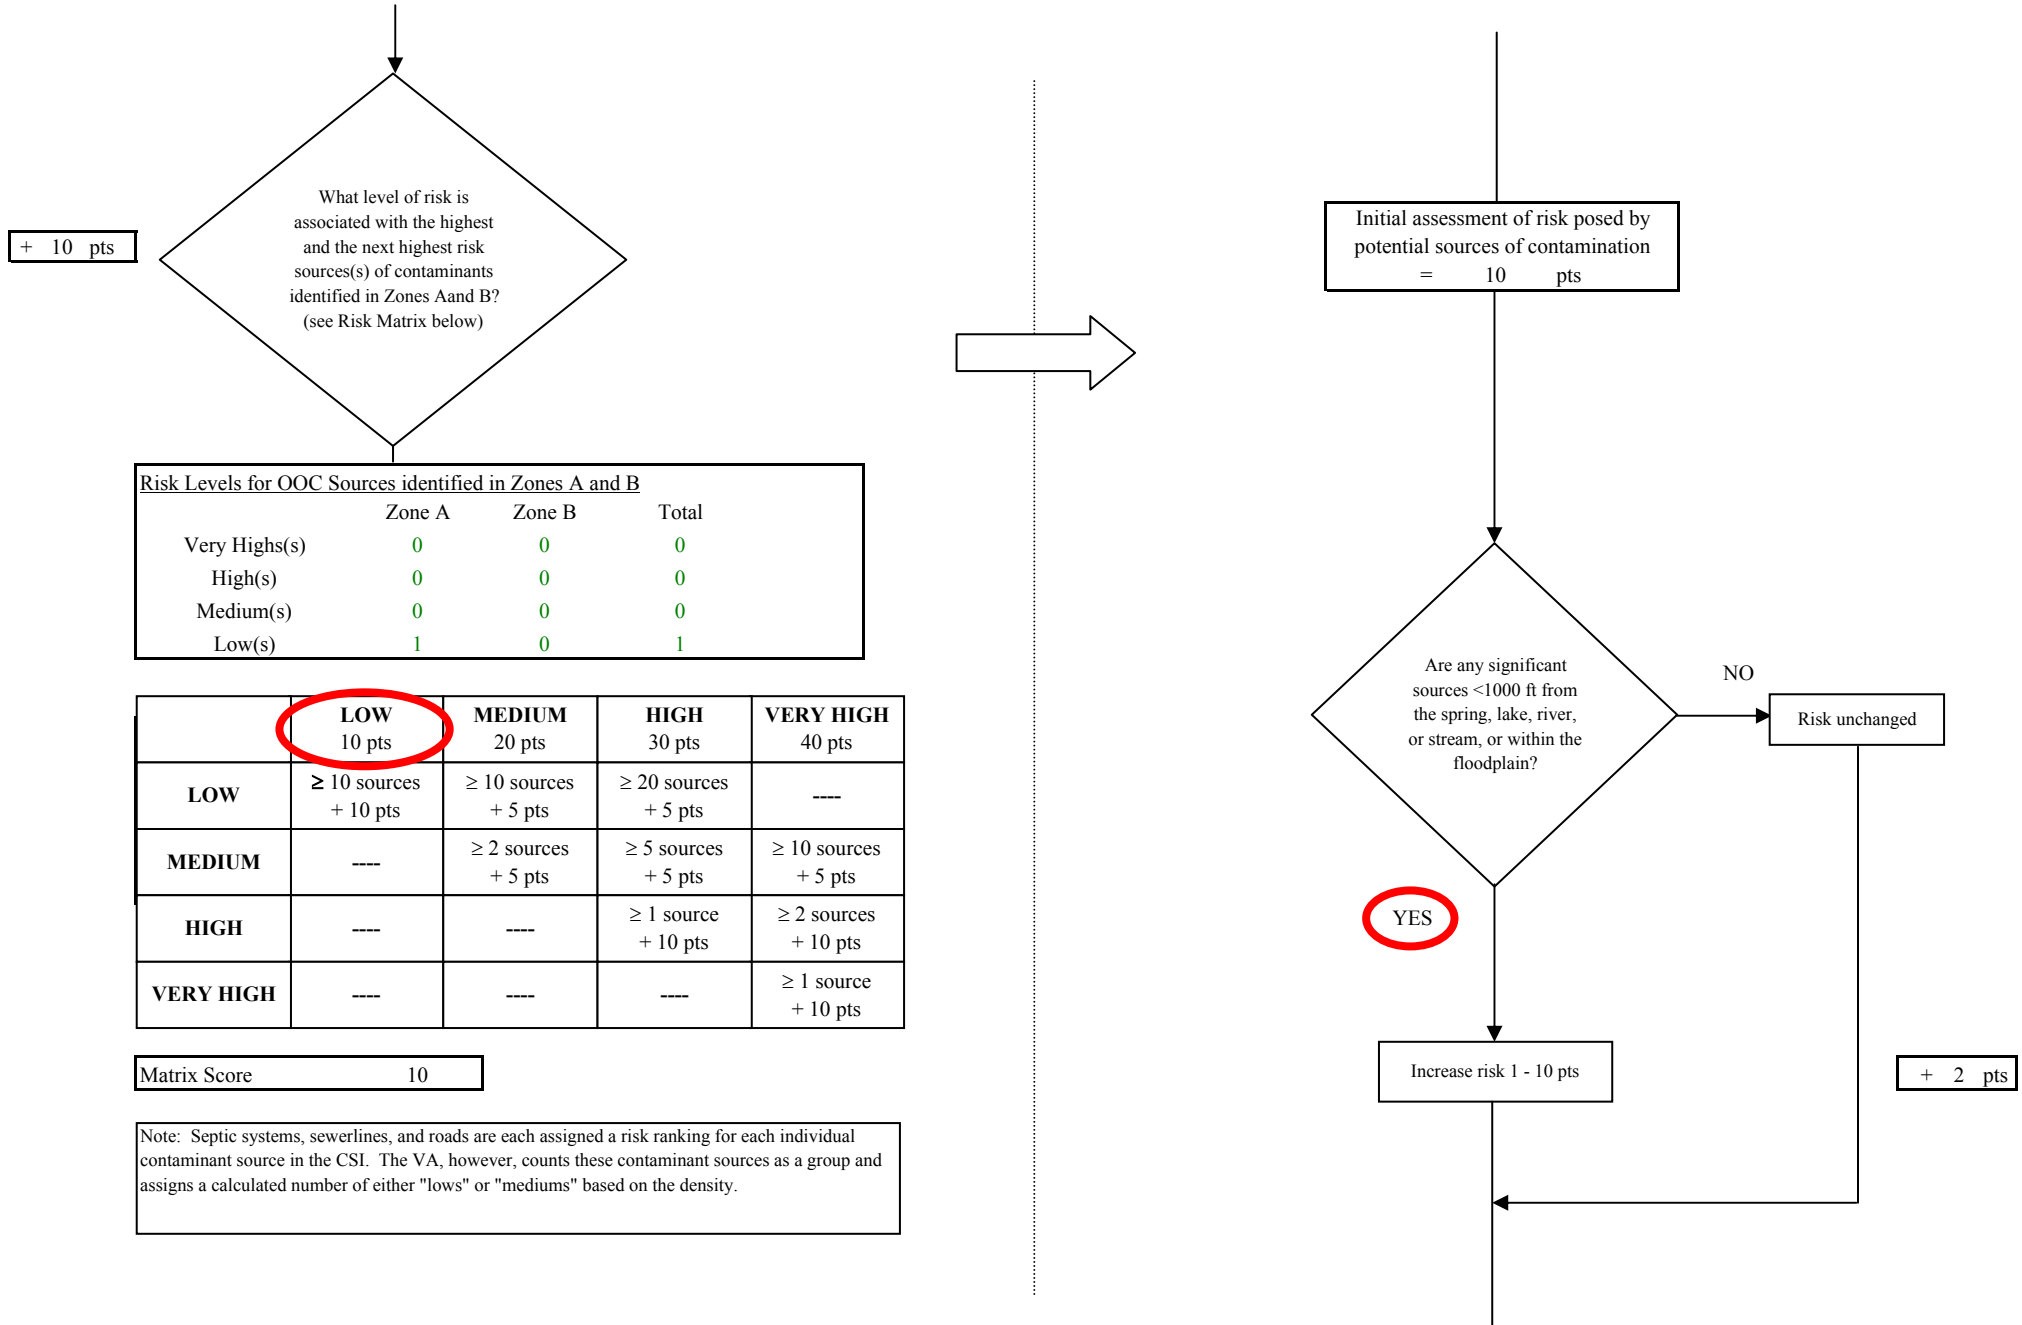 + 10 pts
What level of risk is
associated with the highest
and the next highest risk
sources(s) of contaminants
identified in Zones Aand B?
(see Risk Matrix below)
Risk Levels for OOC Sources identified in Zones A and B
Zone A Zone B Total
Very Highs(s) 0 0 0
High(s) 0 0 0
Medium(s) 0 0 0
Low(s) 1 0 1
LOW MEDIUM HIGH VERY HIGH
10 pts 20 pts 30 pts 40 pts
LOW ≥ 10 sources ≥ 10 sources ≥ 20 sources ----
+ 10 pts + 5 pts + 5 pts
MEDIUM ---- ≥ 2 sources ≥ 5 sources ≥ 10 sources
+ 5 pts + 5 pts + 5 pts
HIGH ---- ---- ≥ 1 source ≥ 2 sources
+ 10 pts + 10 pts
VERY HIGH ---- ---- ---- ≥ 1 source
+ 10 pts
Matrix Score 10
Note: Septic systems, sewerlines, and roads are each assigned a risk ranking for each individual
contaminant source in the CSI. The VA, however, counts these contaminant sources as a group and
assigns a calculated number of either "lows" or "mediums" based on the density.
Initial assessment of risk posed by
potential sources of contamination
= 10 pts
Are any significant
sources <1000 ft from
the spring, lake, river,
or stream, or within the
floodplain?
NO
Risk unchanged
YES
Increase risk 1 - 10 pts
+ 2 pts